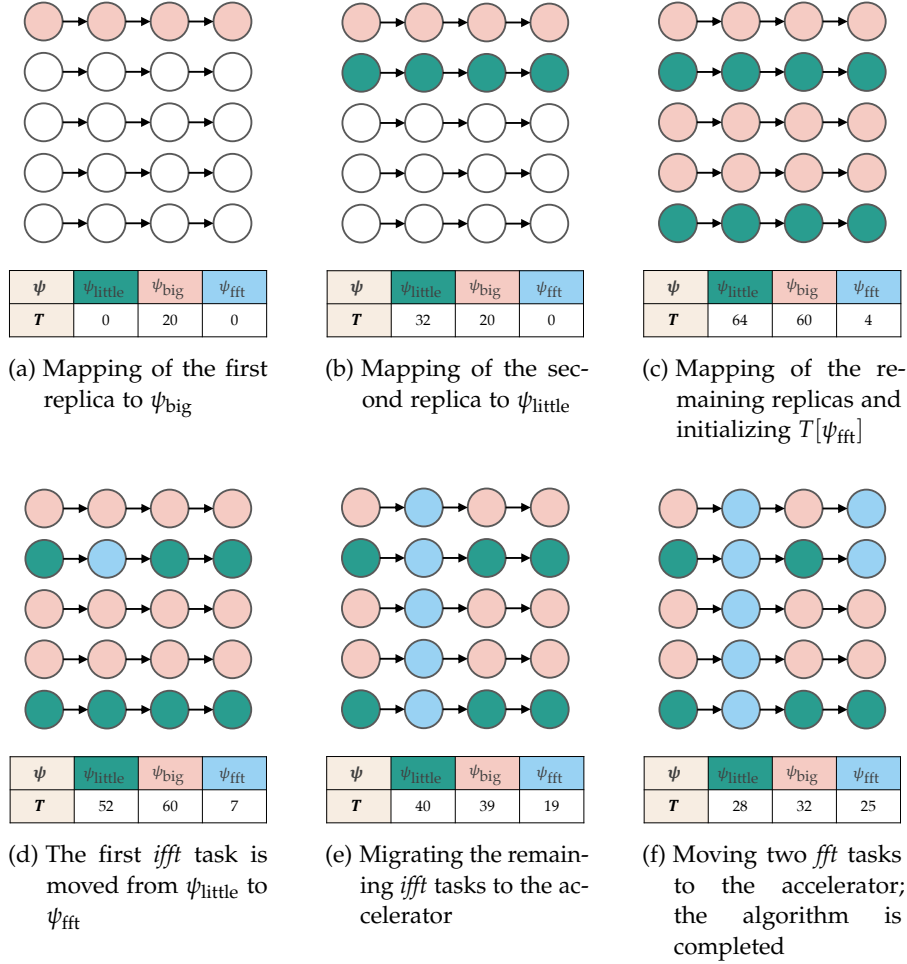 ψ ψlittle ψbig ψfft
T 0 20 0
(a) Mapping of the first
replica to ψbig
ψ ψlittle ψbig ψfft
T 32 20 0
(b) Mapping of the sec-
ond replica to ψlittle
ψ ψlittle ψbig ψfft
T 64 60 4
(c) Mapping of the re-
maining replicas and
initializing T[ψfft]
ψ ψlittle ψbig ψfft
T 52 60 7
(d) The first ifft task is
moved from ψlittle to
ψfft
ψ ψlittle ψbig ψfft
T 40 39 19
(e) Migrating the remain-
ing ifft tasks to the ac-
celerator
ψ ψlittle ψbig ψfft
T 28 32 25
(f) Moving two fft tasks
to the accelerator;
the algorithm is
completed